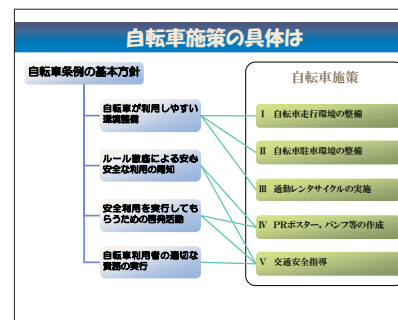 自転車施策の具体は
自転車条例の基本方針
自転車が利用しやすい
環境整備
ルール徹底による安心
安全な利用の周知
安全利用を実行しても
らうための啓発活動
自転車利用者の適切な
責務の実行
自転車施策
Ⅰ 自転車走行環境の整備
Ⅱ 自転車駐車環境の整備
Ⅲ 通勤レンタサイクルの実施
Ⅳ PRポスター，パンフ等の作成
Ⅴ 交通安全指導